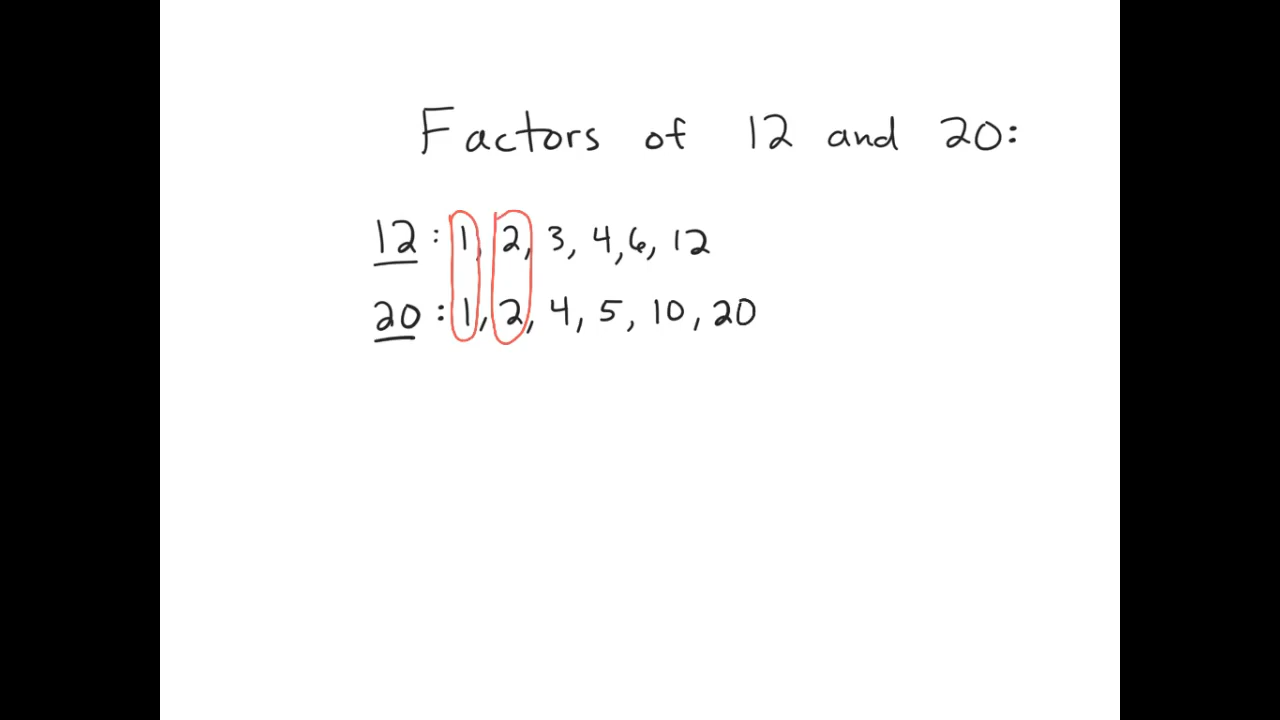 Factors of 12 and 20:
12: 1, 2, 3, 4, 6, 12
20: 1, 2, 4, 5, 10, 20